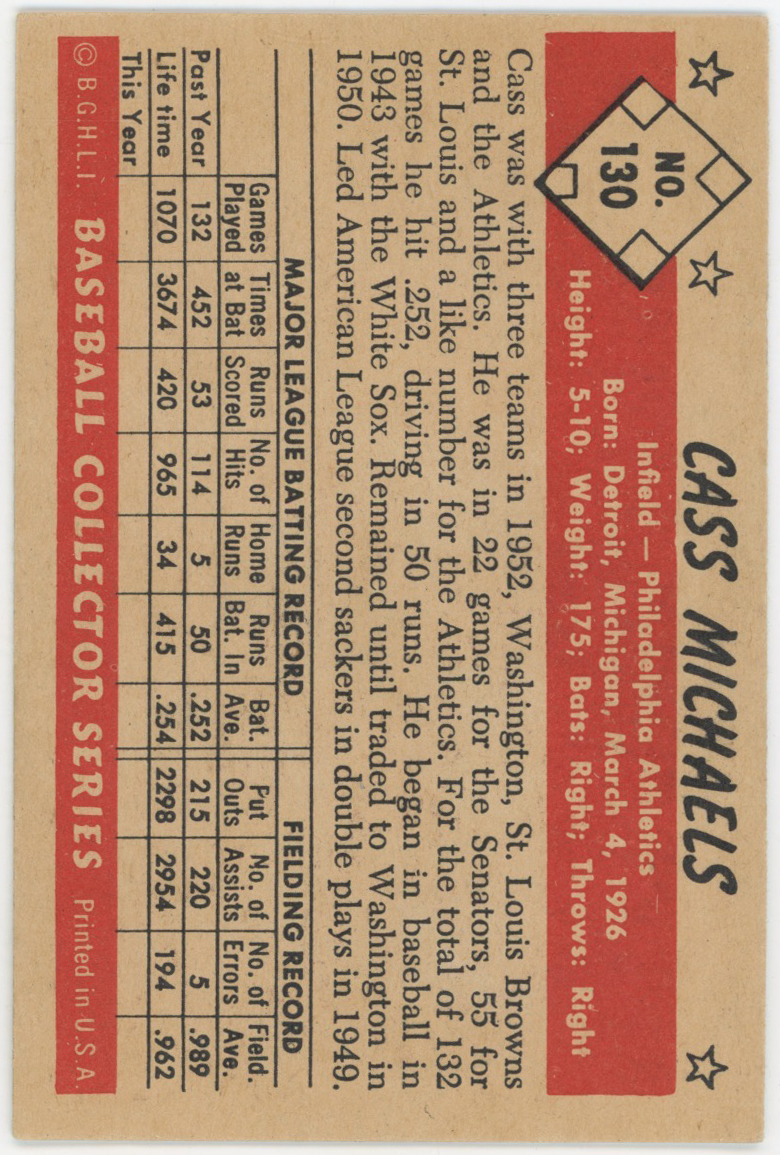 NO.
130
CASS MICHAELS
Infield — Philadelphia Athletics
Born: Detroit, Michigan, March 4, 1926
Height: 5-10; Weight: 175; Bats: Right; Throws: Right
Cass was with three teams in 1952, Washington, St. Louis Browns
and the Athletics. He was in 22 games for the Senators, 55 for
St. Louis and a like number for the Athletics. For the total of 132
games he hit .252, driving in 50 runs. He began in baseball in
1943 with the White Sox. Remained until traded to Washington in
1950. Led American League second sackers in double plays in 1949.
MAJOR LEAGUE BATTING RECORD FIELDING RECORD
Games Times Runs No. of Home Runs Bat. Put No. of No. of Field.
Played at Bat Scored Hits Runs Bat. In Ave. Outs Assists Errors Ave.
Past Year 132 452 53 114 5 50 .252 215 220 5 .989
Life time 1070 3674 420 965 34 415 .254 2298 2954 194 .962
This Year
© B.G.H.L.I. BASEBALL COLLECTOR SERIES Printed in U.S.A.